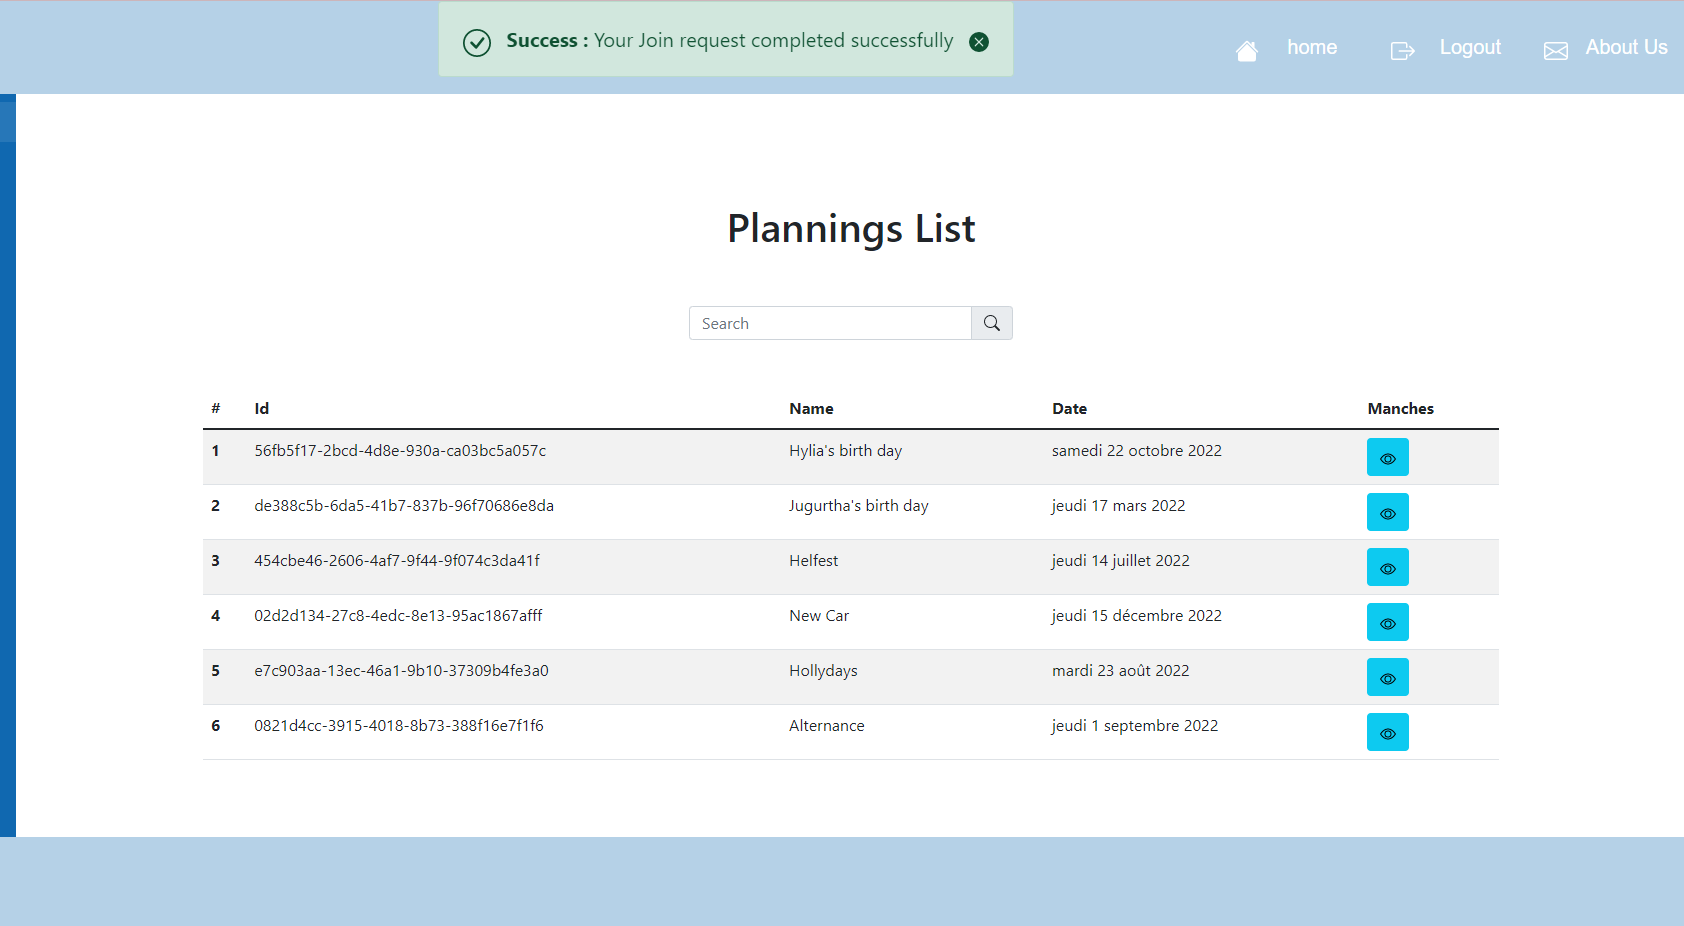 Success : Your Join request completed successfully
home Logout About Us
Plannings List
Search
# Id Name Date Manches
1 56fb5f17-2bcd-4d8e-930a-ca03bc5a057c Hylia's birth day samedi 22 octobre 2022
2 de388c5b-6da5-41b7-837b-96f70686e8da Jugurtha's birth day jeudi 17 mars 2022
3 454cbe46-2606-4af7-9f44-9f074c3da41f Helfest jeudi 14 juillet 2022
4 02d2d134-27c8-4edc-8e13-95ac1867afff New Car jeudi 15 décembre 2022
5 e7c903aa-13ec-46a1-9b10-37309b4fe3a0 Hollydays mardi 23 août 2022
6 0821d4cc-3915-4018-8b73-388f16e7f1f6 Alternance jeudi 1 septembre 2022